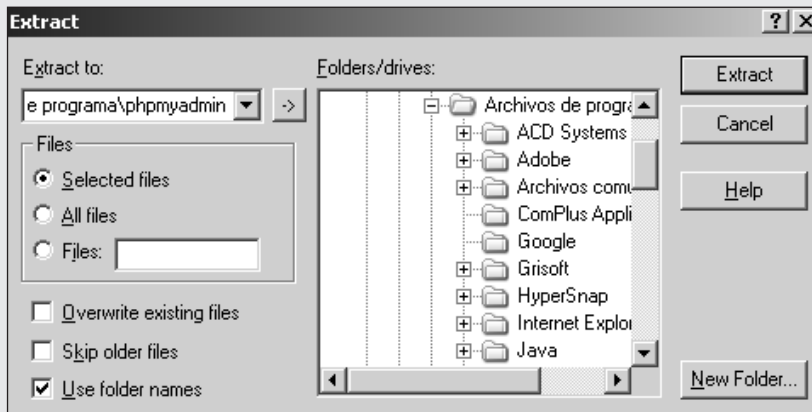 Extract
Extract to:
e programa\phpmyadmin
->
Files
Selected files
All files
Files:
Overwrite existing files
Skip older files
Use folder names
Folders/drives:
Archivos de progra
ACD Systems
Adobe
Archivos comu
ComPlus Appli
Google
Grisoft
HyperSnap
Internet Explor
Java
Extract
Cancel
Help
New Folder...